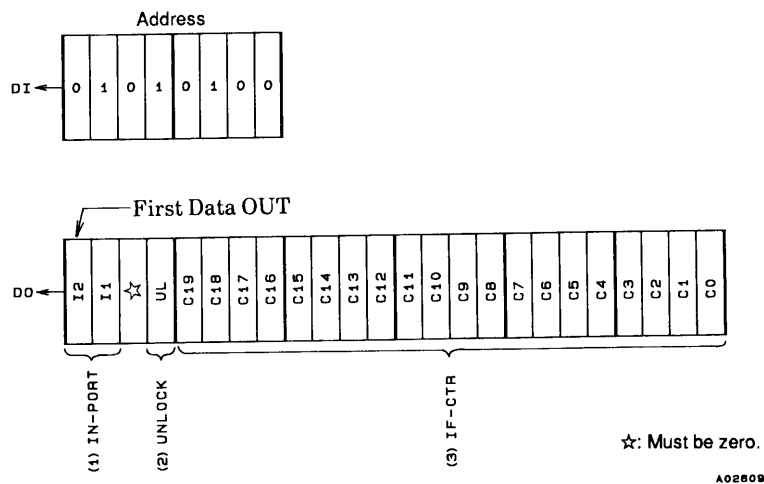 Address
DI 0 1 0 1 0 1 0 0
First Data OUT
DO I2 I1 ☆ UL C19 C18 C17 C16 C15 C14 C13 C12 C11 C10 C9 C8 C7 C6 C5 C4 C3 C2 C1 C0
(1) IN-PORT
(2) UNLOCK
(3) IF-CTR
☆: Must be zero.
A02609